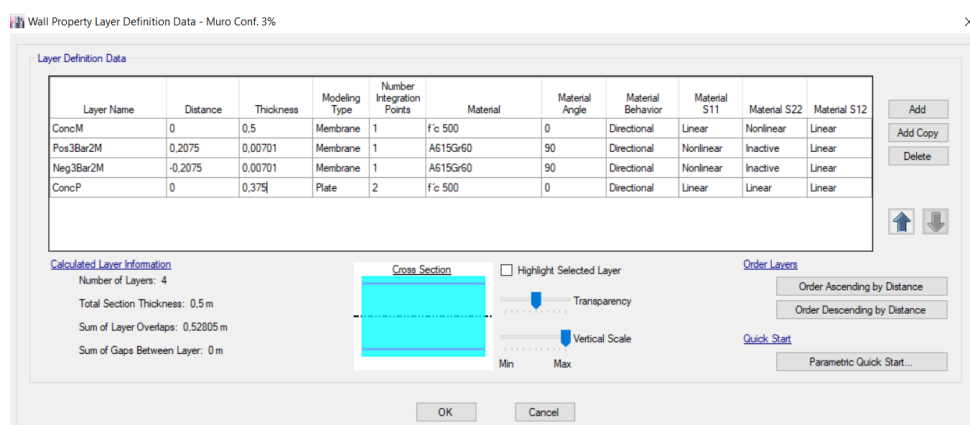 Wall Property Layer Definition Data - Muro Conf. 3%
Layer Definition Data
Layer Name Distance Thickness Modeling Type Number Integration Points Material Material Angle Material Behavior Material S11 Material S22 Material S12
ConcM 0 0,5 Membrane 1 f´c 500 0 Directional Linear Nonlinear Linear
Pos3Bar2M 0,2075 0,00701 Membrane 1 A615Gr60 90 Directional Nonlinear Inactive Linear
Neg3Bar2M -0,2075 0,00701 Membrane 1 A615Gr60 90 Directional Nonlinear Inactive Linear
ConcP 0 0,375 Plate 2 f´c 500 0 Directional Linear Linear Linear
Add
Add Copy
Delete
Calculated Layer Information
Number of Layers: 4
Total Section Thickness: 0,5 m
Sum of Layer Overlaps: 0,52805 m
Sum of Gaps Between Layer: 0 m
Cross Section
Highlight Selected Layer
Transparency
Vertical Scale
Min Max
Order Layers
Order Ascending by Distance
Order Descending by Distance
Quick Start
Parametric Quick Start...
OK Cancel